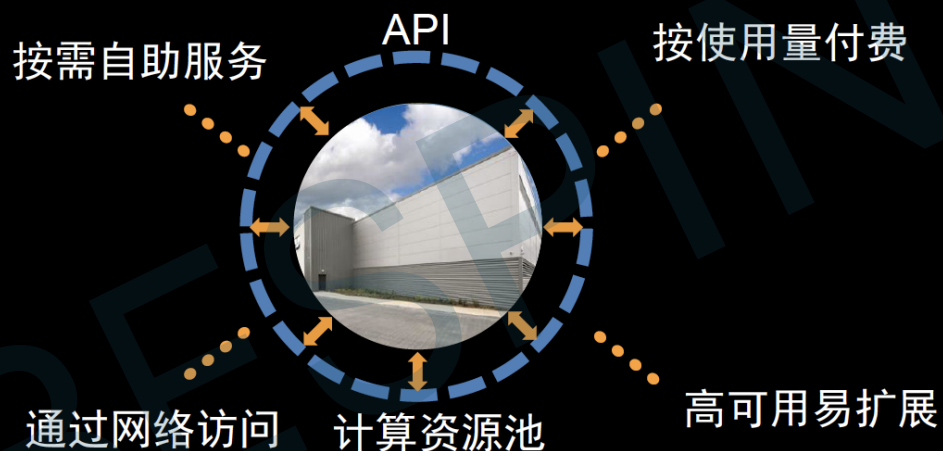 API
按需自助服务
按使用量付费
通过网络访问
计算资源池
高可用易扩展